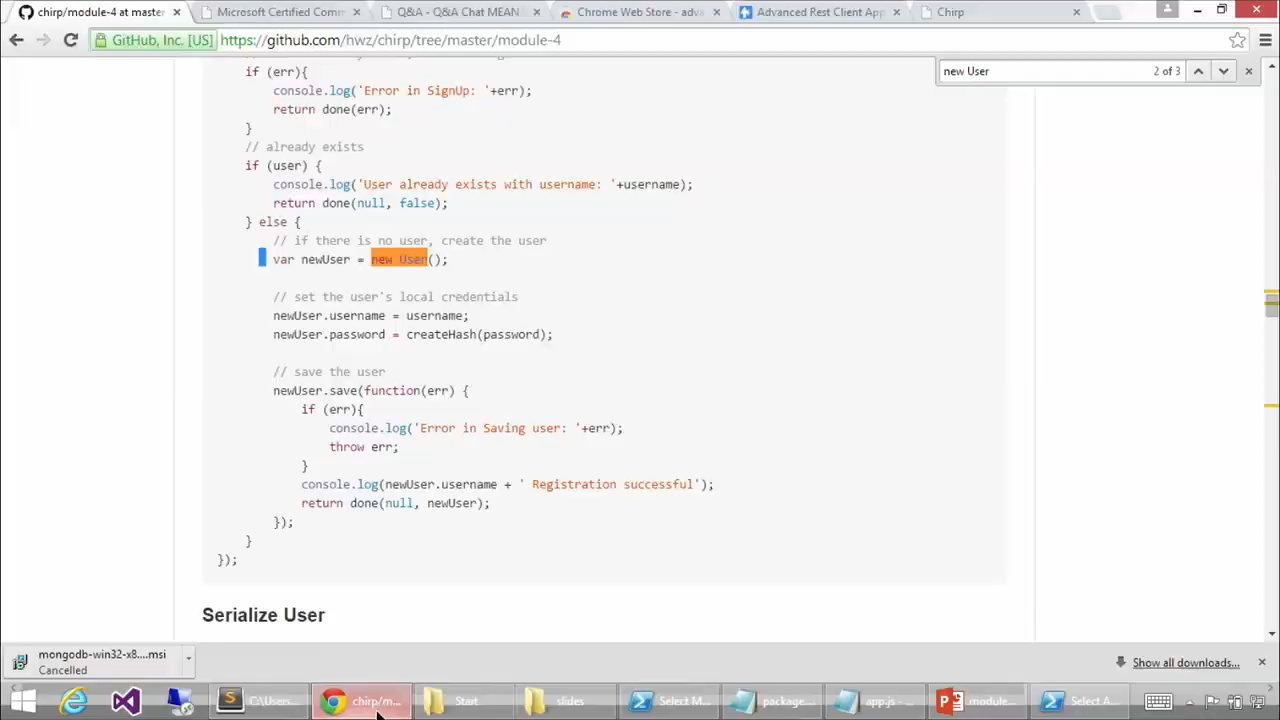 chirp/module-4 at master
Microsoft Certified Comm
Q&A - Q&A Chat MEAN
Chrome Web Store - adva
Advanced Rest Client App
Chirp
GitHub, Inc. [US]
https://github.com/hwz/chirp/tree/master/module-4
new User
2 of 3
if (err){
console.log('Error in SignUp: '+err);
return done(err);
}
// already exists
if (user) {
console.log('User already exists with username: '+username);
return done(null, false);
} else {
// if there is no user, create the user
var newUser = new User();
// set the user's local credentials
newUser.username = username;
newUser.password = createHash(password);
// save the user
newUser.save(function(err) {
if (err){
console.log('Error in Saving user: '+err);
throw err;
}
console.log(newUser.username + ' Registration successful');
return done(null, newUser);
});
}
});
Serialize User
mongodb-win32-x8....msi
Cancelled
Show all downloads...
C:\Users...
chirp/m...
Start
slides
Select M...
package...
app.js - ...
module...
Select A...